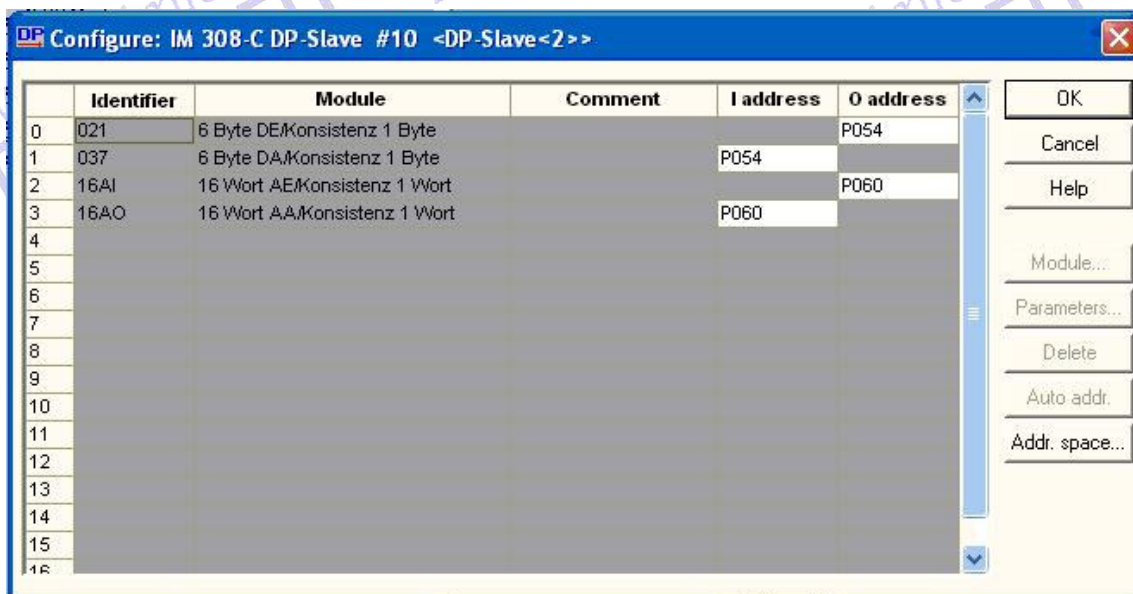 DP Configure: IM 308-C DP-Slave #10 <DP-Slave<2>>
Identifier Module Comment I address O address
0 021 6 Byte DE/Konsistenz 1 Byte P054
1 037 6 Byte DA/Konsistenz 1 Byte P054
2 16AI 16 Wort AE/Konsistenz 1 Wort P060
3 16AO 16 Wort AA/Konsistenz 1 Wort P060
4
5
6
7
8
9
10
11
12
13
14
15
16
OK
Cancel
Help
Module...
Parameters...
Delete
Auto addr.
Addr. space...